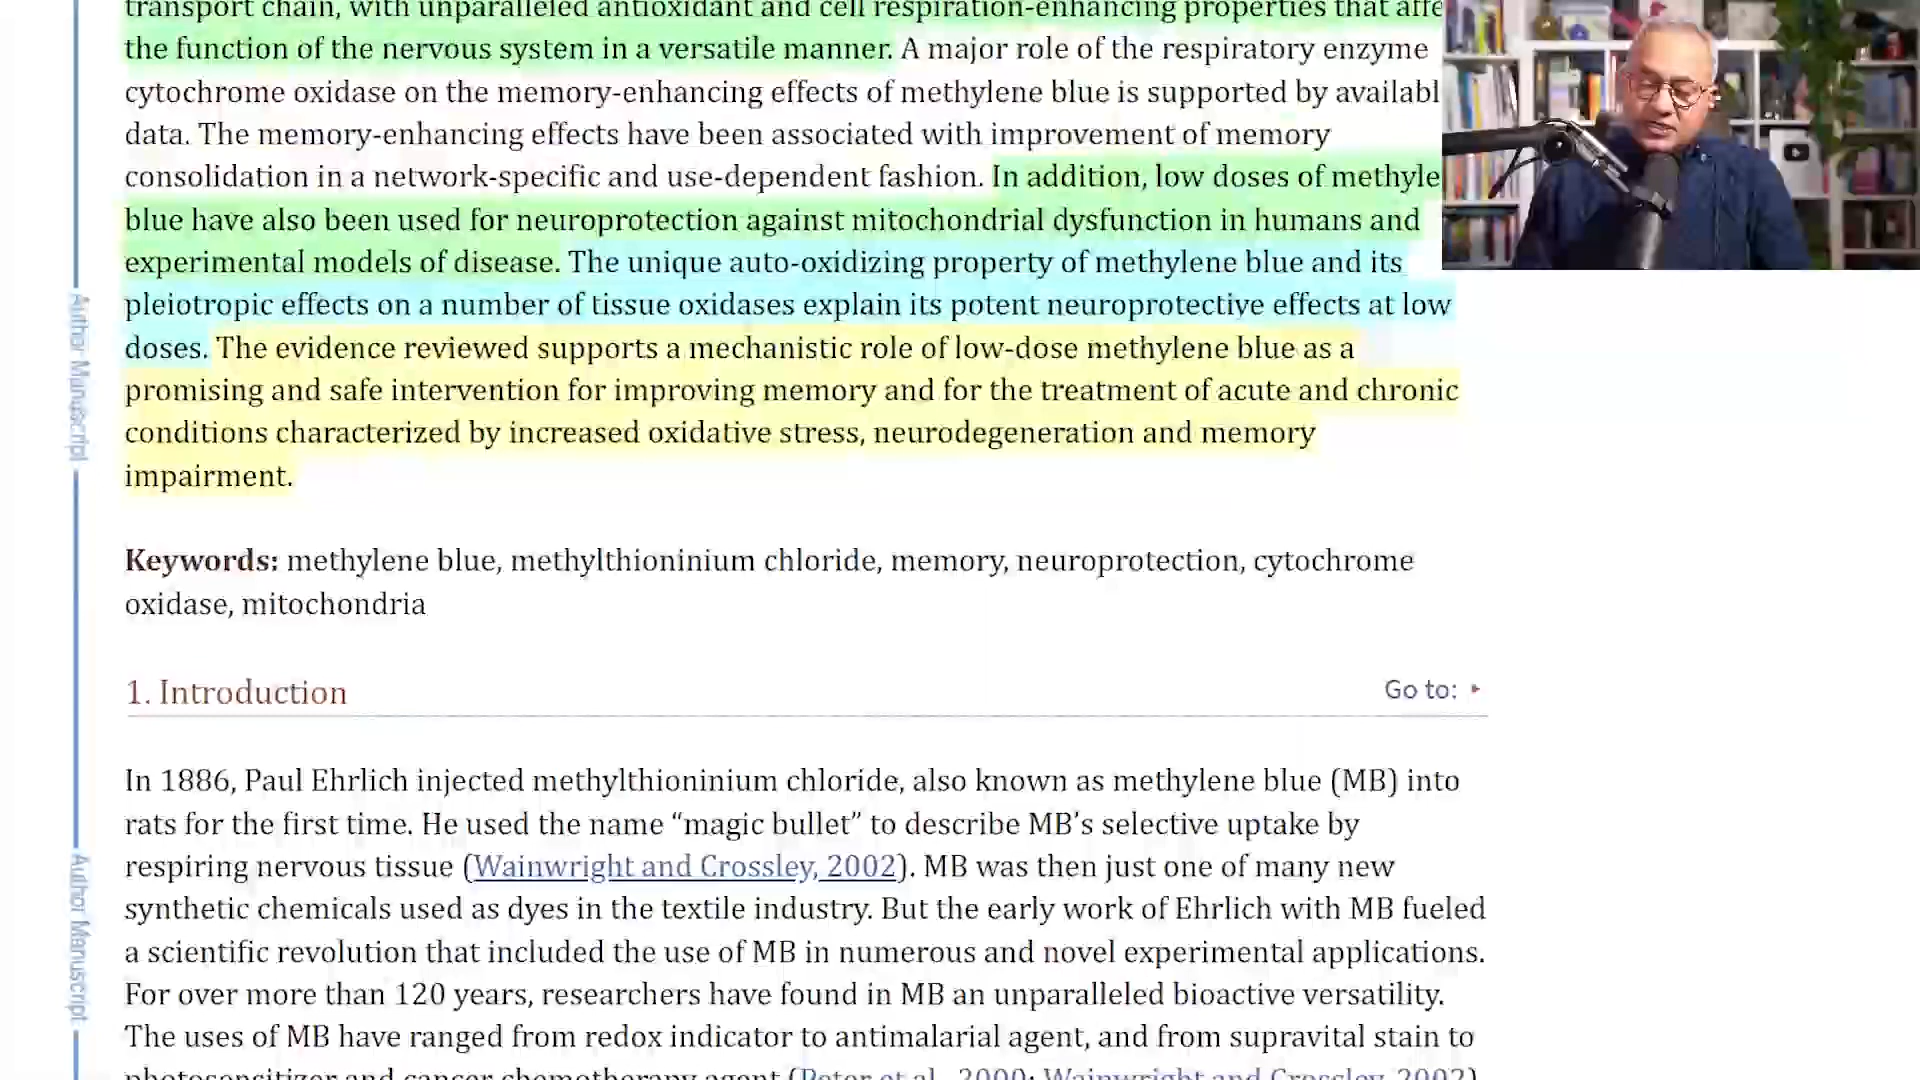 transport chain, with unparalleled antioxidant and cell respiration-enhancing properties that affe
the function of the nervous system in a versatile manner. A major role of the respiratory enzyme
cytochrome oxidase on the memory-enhancing effects of methylene blue is supported by availabl
data. The memory-enhancing effects have been associated with improvement of memory
consolidation in a network-specific and use-dependent fashion. In addition, low doses of methyle
blue have also been used for neuroprotection against mitochondrial dysfunction in humans and
experimental models of disease. The unique auto-oxidizing property of methylene blue and its
pleiotropic effects on a number of tissue oxidases explain its potent neuroprotective effects at low
doses. The evidence reviewed supports a mechanistic role of low-dose methylene blue as a
promising and safe intervention for improving memory and for the treatment of acute and chronic
conditions characterized by increased oxidative stress, neurodegeneration and memory
impairment.
Keywords: methylene blue, methylthioninium chloride, memory, neuroprotection, cytochrome
oxidase, mitochondria
1. Introduction
Go to:
In 1886, Paul Ehrlich injected methylthioninium chloride, also known as methylene blue (MB) into
rats for the first time. He used the name “magic bullet” to describe MB’s selective uptake by
respiring nervous tissue (Wainwright and Crossley, 2002). MB was then just one of many new
synthetic chemicals used as dyes in the textile industry. But the early work of Ehrlich with MB fueled
a scientific revolution that included the use of MB in numerous and novel experimental applications.
For over more than 120 years, researchers have found in MB an unparalleled bioactive versatility.
The uses of MB have ranged from redox indicator to antimalarial agent, and from supravital stain to
photosensitizer and cancer chemotherapy agent (Peter et al., 2000; Wainwright and Crossley, 2002)
Author Manuscript
Author Manuscript